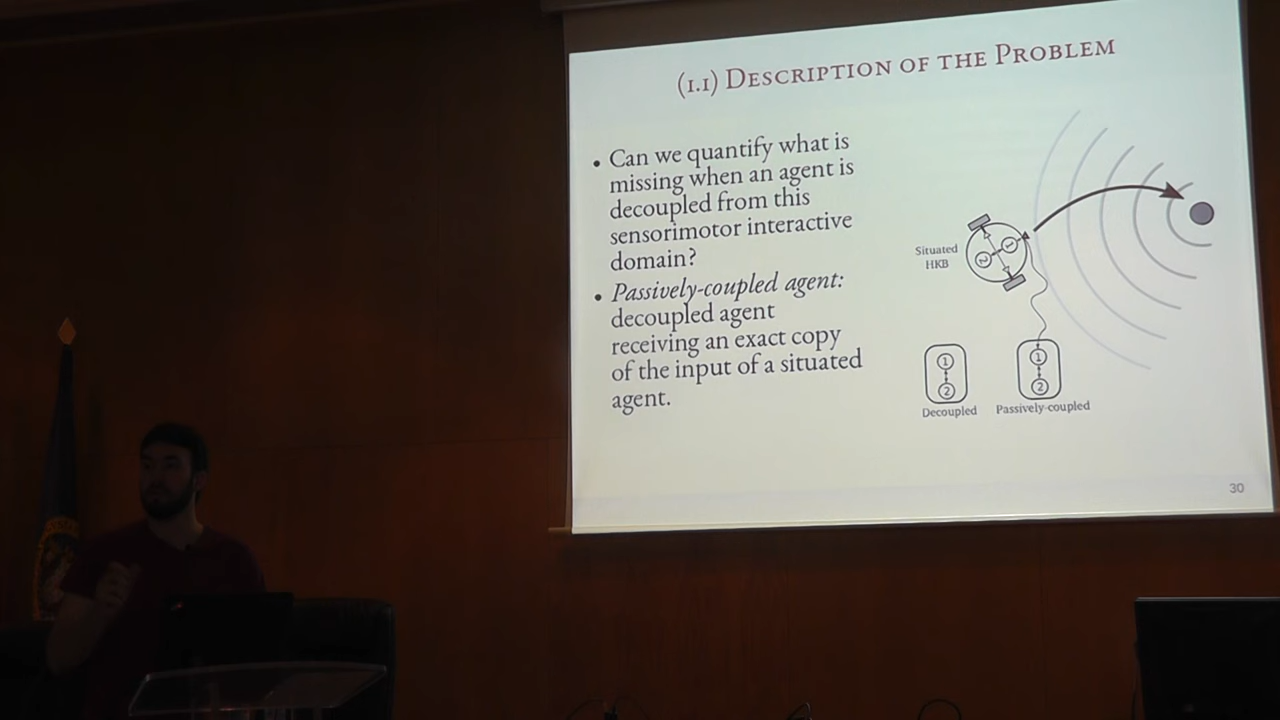 (1.1) Description of the Problem
• Can we quantify what is
missing when an agent is
decoupled from this
sensorimotor interactive
domain?
• Passively-coupled agent:
decoupled agent
receiving an exact copy
of the input of a situated
agent.
Situated
HKB
1
2
1
2
1
2
Decoupled
Passively-coupled
30